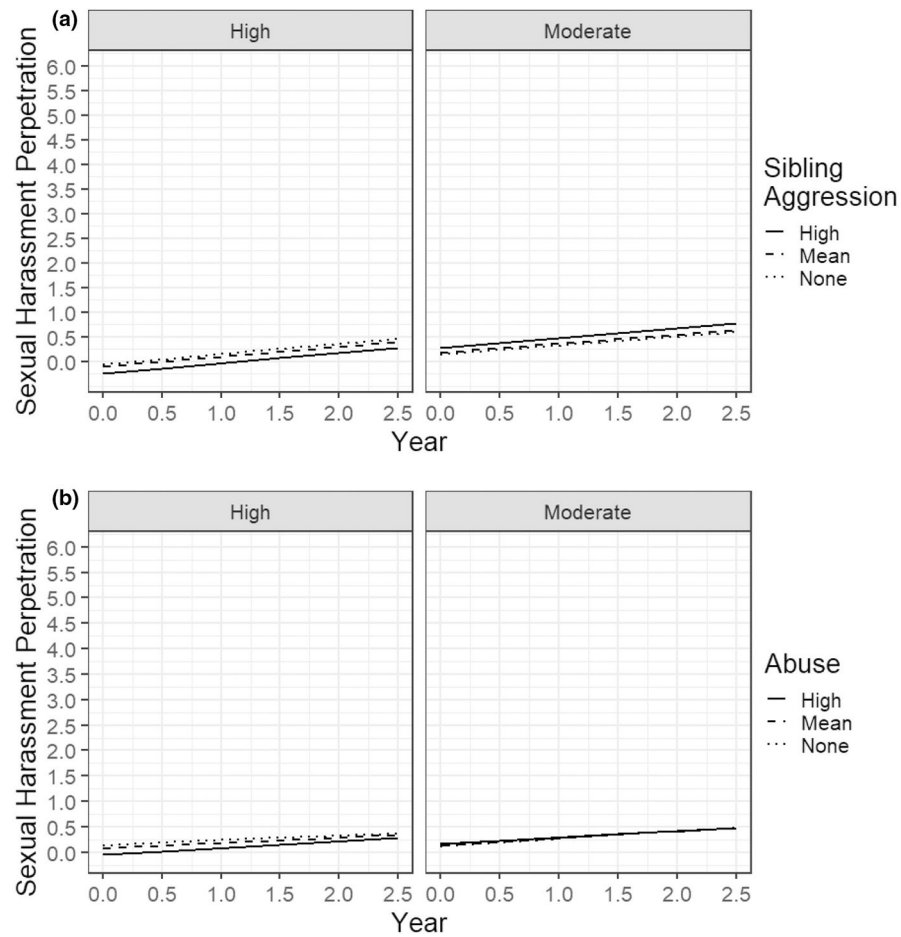 (a)
High
Moderate
Sexual Harassment Perpetration
6.0
5.5
5.0
4.5
4.0
3.5
3.0
2.5
2.0
1.5
1.0
0.5
0.0
0.0 0.5 1.0 1.5 2.0 2.5
0.0 0.5 1.0 1.5 2.0 2.5
Year
Sibling
Aggression
High
Mean
None
(b)
High
Moderate
Sexual Harassment Perpetration
6.0
5.5
5.0
4.5
4.0
3.5
3.0
2.5
2.0
1.5
1.0
0.5
0.0
0.0 0.5 1.0 1.5 2.0 2.5
0.0 0.5 1.0 1.5 2.0 2.5
Year
Abuse
High
Mean
None